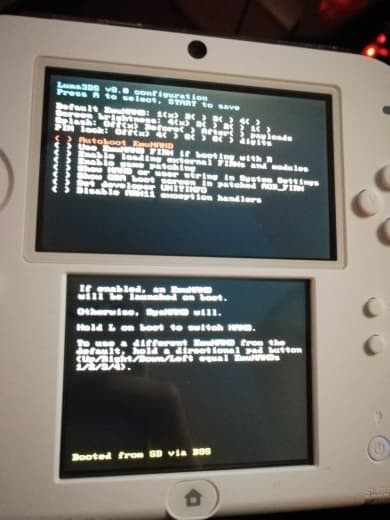 Luma3DS v9.0 configuration
Press A to select, START to save
Default EmuNAND: 1(x) 2( ) 3( ) 4( )
Screen brightness: 4(x) 3( ) 2( ) 1( )
Splash: Off(x) Before( ) After( ) payloads
PIN lock: Off(x) 4( ) 6( ) 8( ) digits
( ) Autoboot EmuNAND
( ) Use EmuNAND FIRM if booting with R
( ) Enable loading external FIRMs and modules
( ) Enable game patching
( ) Show NAND or user string in System Settings
( ) Show GBA boot screen in patched AGB_FIRM
( ) Set developer UNITINFO
( ) Disable ARM11 exception handlers
If enabled, an EmuNAND
will be launched on boot.
Otherwise, SysNAND will.
Hold L on boot to switch NAND.
To use a different EmuNAND from the
default, hold a directional pad button
(Up/Right/Down/Left equal EmuNANDs
1/2/3/4).
Booted from SD via B9S